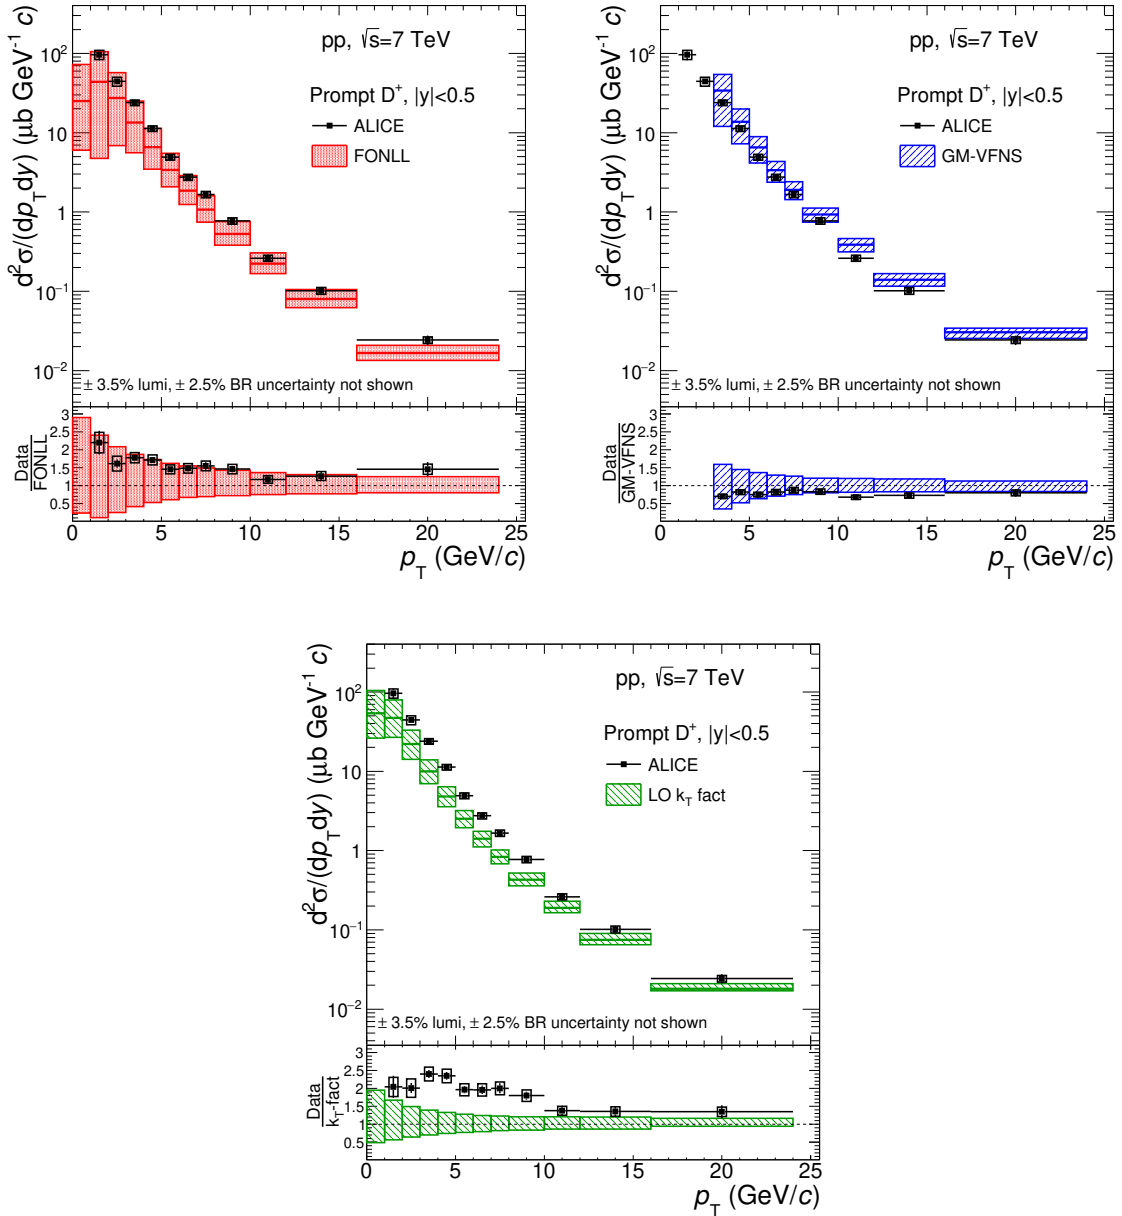 pp, √s=7 TeV
Prompt D⁺, |y|<0.5
ALICE
FONLL
d²σ/(dp_T dy) (μb GeV⁻¹ c)
10²
10
1
10⁻¹
10⁻²
± 3.5% lumi, ± 2.5% BR uncertainty not shown
Data
FONLL
3
2.5
2
1.5
1
0.5
0 5 10 15 20 25
p_T (GeV/c)
pp, √s=7 TeV
Prompt D⁺, |y|<0.5
ALICE
GM-VFNS
d²σ/(dp_T dy) (μb GeV⁻¹ c)
10²
10
1
10⁻¹
10⁻²
± 3.5% lumi, ± 2.5% BR uncertainty not shown
Data
GM-VFNS
3
2.5
2
1.5
1
0.5
0 5 10 15 20 25
p_T (GeV/c)
pp, √s=7 TeV
Prompt D⁺, |y|<0.5
ALICE
LO k_T fact
d²σ/(dp_T dy) (μb GeV⁻¹ c)
10²
10
1
10⁻¹
10⁻²
± 3.5% lumi, ± 2.5% BR uncertainty not shown
Data
k_T-fact
3
2.5
2
1.5
1
0.5
0 5 10 15 20 25
p_T (GeV/c)